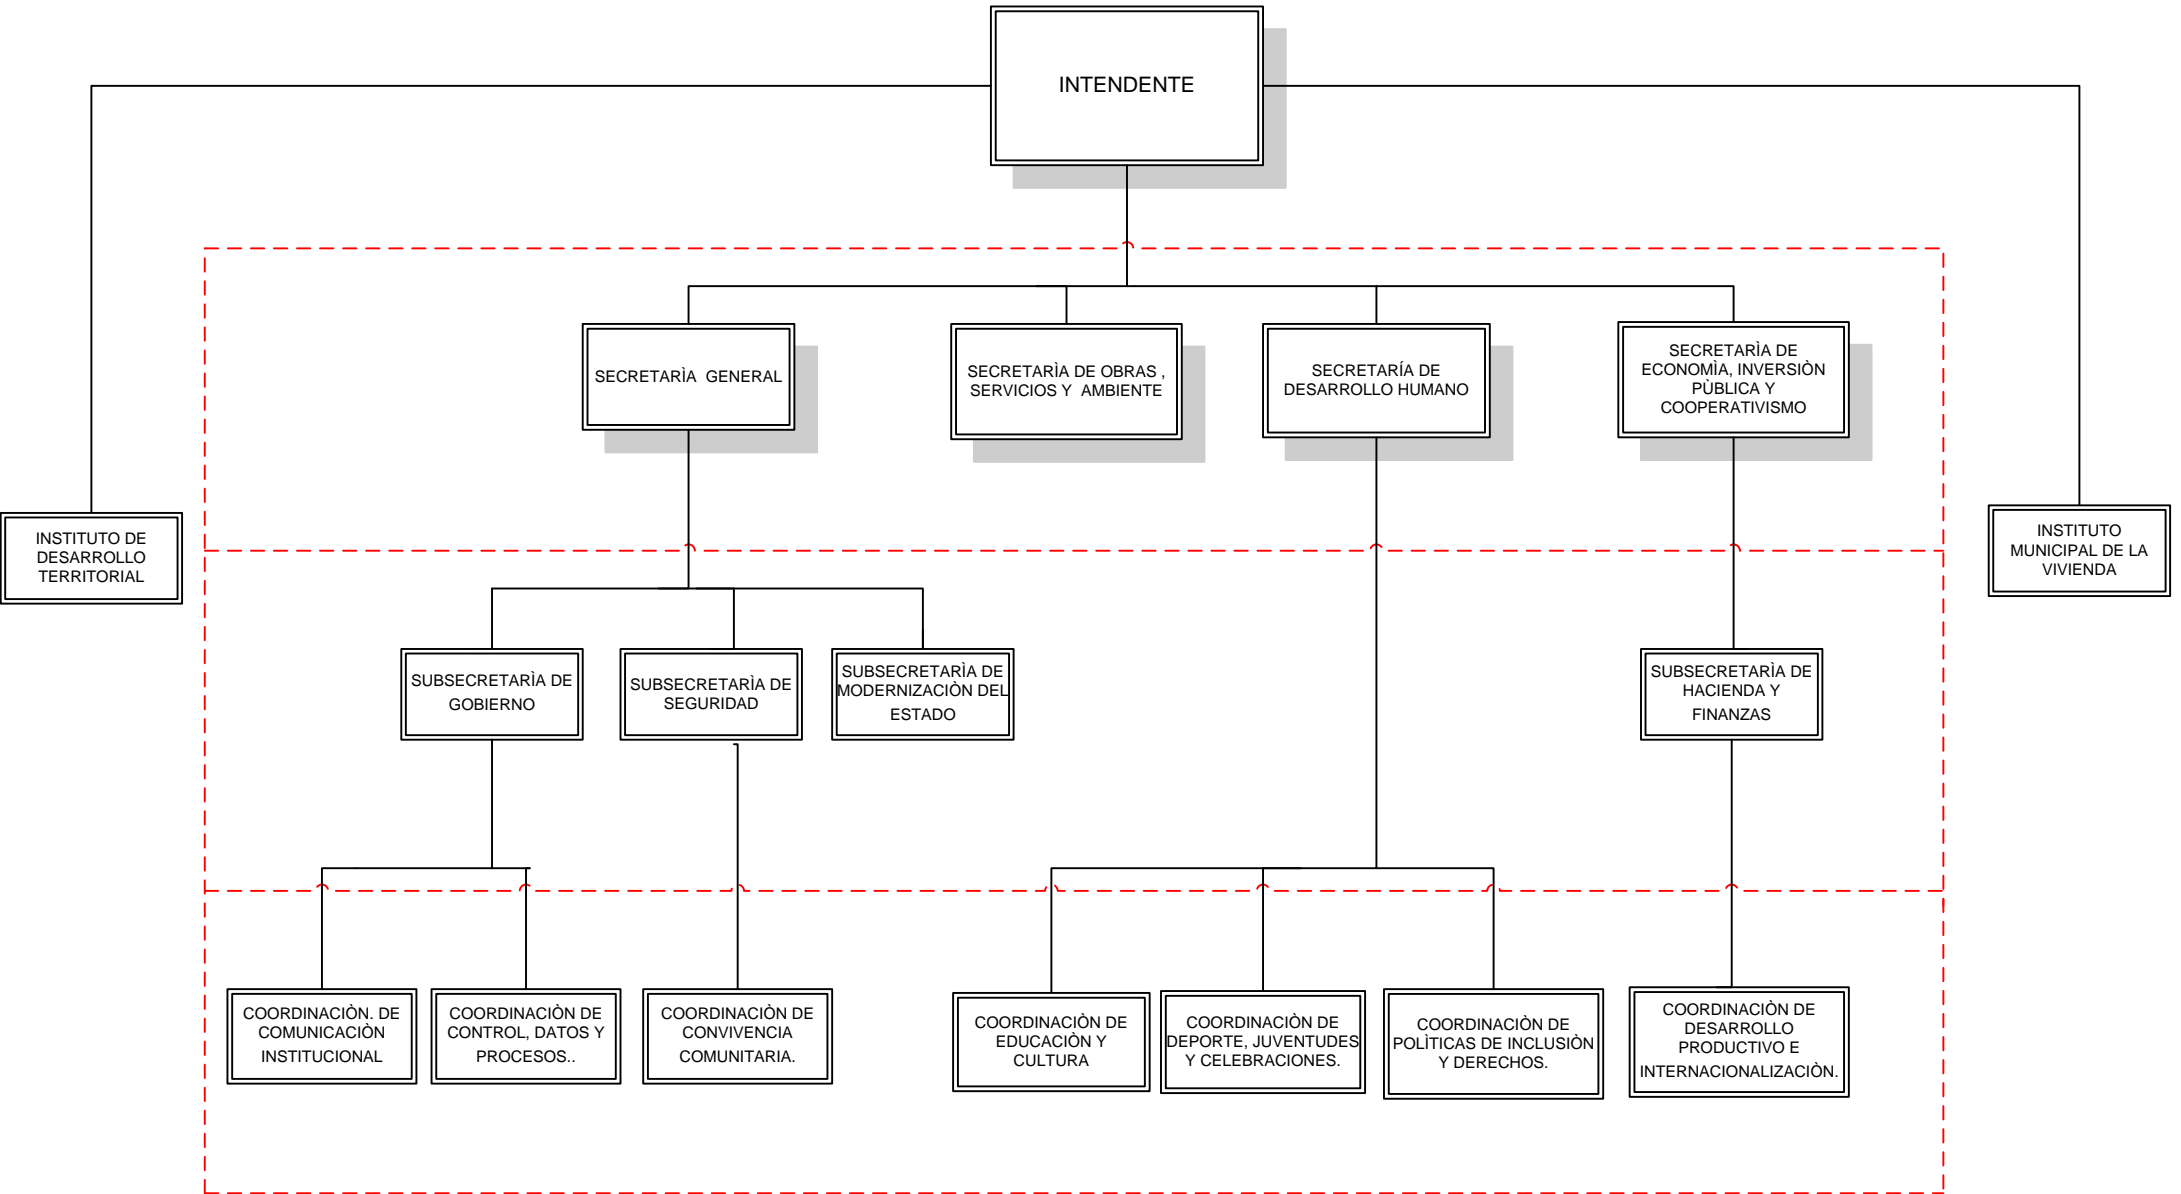 INTENDENTE
SECRETARÌA GENERAL
SECRETARÌA DE OBRAS ,
SERVICIOS Y AMBIENTE
SECRETARÍA DE
DESARROLLO HUMANO
SECRETARÌA DE
ECONOMÌA, INVERSIÒN
PÙBLICA Y
COOPERATIVISMO
INSTITUTO DE
DESARROLLO
TERRITORIAL
INSTITUTO
MUNICIPAL DE LA
VIVIENDA
SUBSECRETARÌA DE
GOBIERNO
SUBSECRETARÌA DE
SEGURIDAD
SUBSECRETARÌA DE
MODERNIZACIÒN DEL
ESTADO
SUBSECRETARÌA DE
HACIENDA Y
FINANZAS
COORDINACIÒN. DE
COMUNICACIÒN
INSTITUCIONAL
COORDINACIÒN DE
CONTROL, DATOS Y
PROCESOS..
COORDINACIÒN DE
CONVIVENCIA
COMUNITARIA.
COORDINACIÒN DE
EDUCACIÒN Y
CULTURA
COORDINACIÒN DE
DEPORTE, JUVENTUDES
Y CELEBRACIONES.
COORDINACIÒN DE
POLÌTICAS DE INCLUSIÒN
Y DERECHOS.
COORDINACIÒN DE
DESARROLLO
PRODUCTIVO E
INTERNACIONALIZACIÒN.